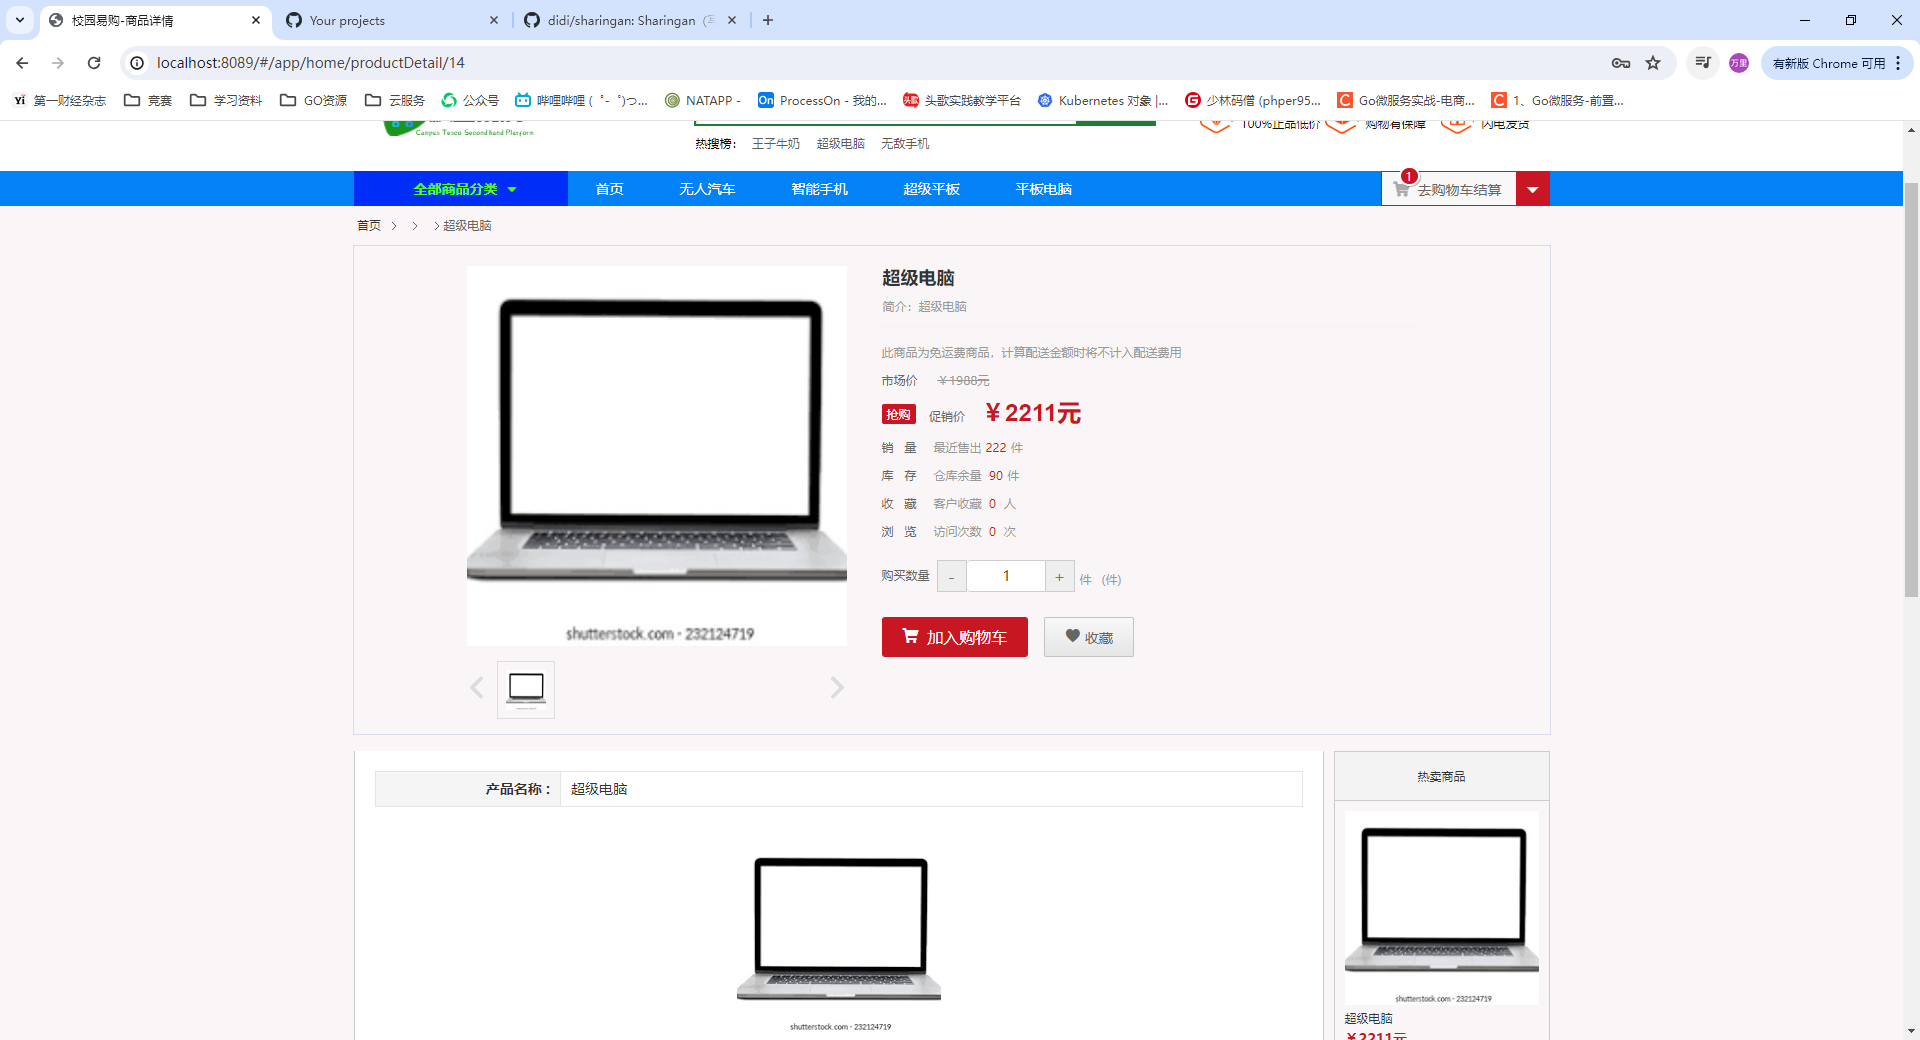 校园易购-商品详情
Your projects
didi/sharingan: Sharingan
localhost:8089/#/app/home/productDetail/14
万里
有新版 Chrome 可用
Yi 第一财经杂志
竞赛
学习资料
GO资源
云服务
公众号
哔哩哔哩 (゜-゜)つ...
NATAPP -
On ProcessOn - 我的...
头歌 头歌实践教学平台
Kubernetes 对象 |...
少林码僧 (phper95...
C Go微服务实战-电商...
C 1、Go微服务-前置...
Campus Tesco Secondhand Platform
100%正品低价
购物有保障
闪电发货
热搜榜：
王子牛奶
超级电脑
无敌手机
全部商品分类
首页
无人汽车
智能手机
超级平板
平板电脑
1
去购物车结算
首页 > > > 超级电脑
超级电脑
简介：超级电脑
此商品为免运费商品，计算配送金额时将不计入配送费用
市场价 ￥1988元
抢购 促销价 ￥2211元
销 量 最近售出 222 件
库 存 仓库余量 90 件
收 藏 客户收藏 0 人
浏 览 访问次数 0 次
购买数量 - 1 + 件 (件)
加入购物车
收藏
shutterstock.com · 232124719
产品名称：
超级电脑
shutterstock.com · 232124719
热卖商品
shutterstock.com · 232124719
超级电脑
￥2211元